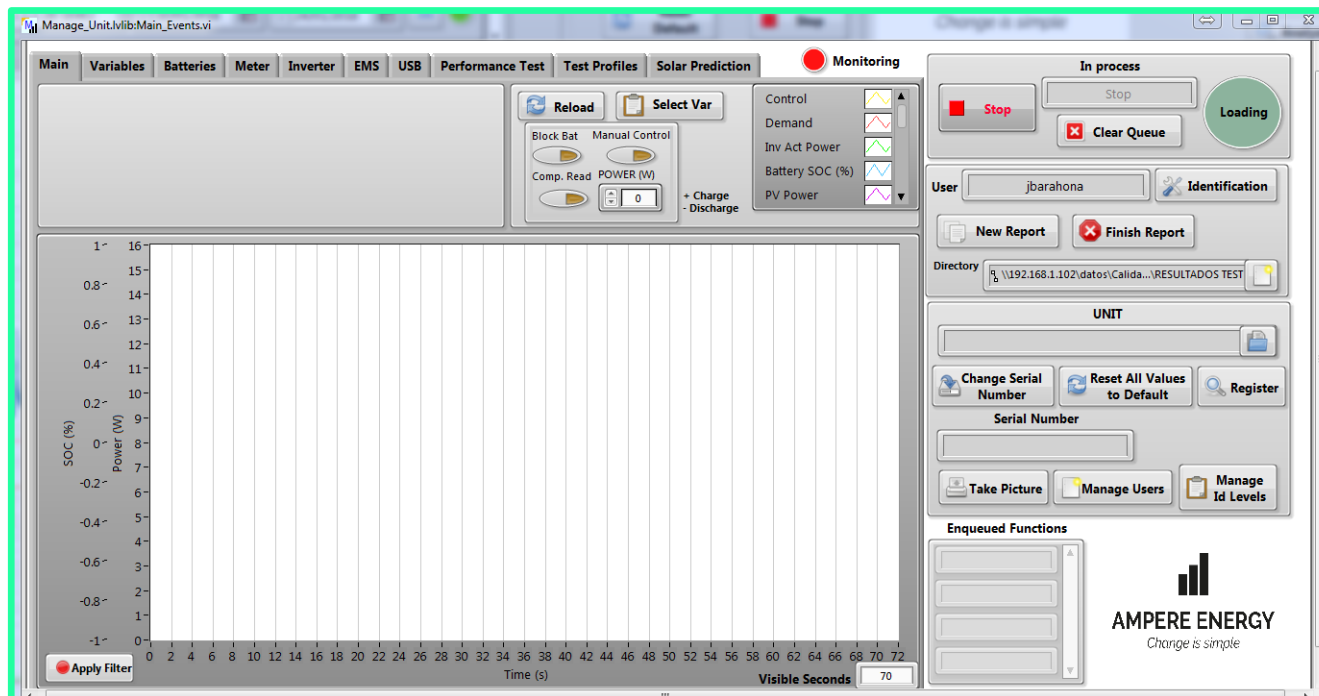 Default
Stop
Change is simple
Manage_Unit.lvlib:Main_Events.vi
Main
Variables
Batteries
Meter
Inverter
EMS
USB
Performance Test
Test Profiles
Solar Prediction
Monitoring
Reload
Select Var
Block Bat
Manual Control
Comp. Read
POWER (W)
0
+ Charge
- Discharge
Control
Demand
Inv Act Power
Battery SOC (%)
PV Power
In process
Stop
Stop
Clear Queue
Loading
User
jbarahona
Identification
New Report
Finish Report
Directory
\\192.168.1.102\datos\Calida...\RESULTADOS TEST
UNIT
Change Serial
Number
Reset All Values
to Default
Register
Serial Number
Take Picture
Manage Users
Manage
Id Levels
Enqueued Functions
AMPERE ENERGY
Change is simple
SOC (%)
1
0.8
0.6
0.4
0.2
0
-0.2
-0.4
-0.6
-0.8
-1
Power (W)
16
15
14
13
12
11
10
9
8
7
6
5
4
3
2
1
0
0 2 4 6 8 10 12 14 16 18 20 22 24 26 28 30 32 34 36 38 40 42 44 46 48 50 52 54 56 58 60 62 64 66 68 70 72
Time (s)
Apply Filter
Visible Seconds
70